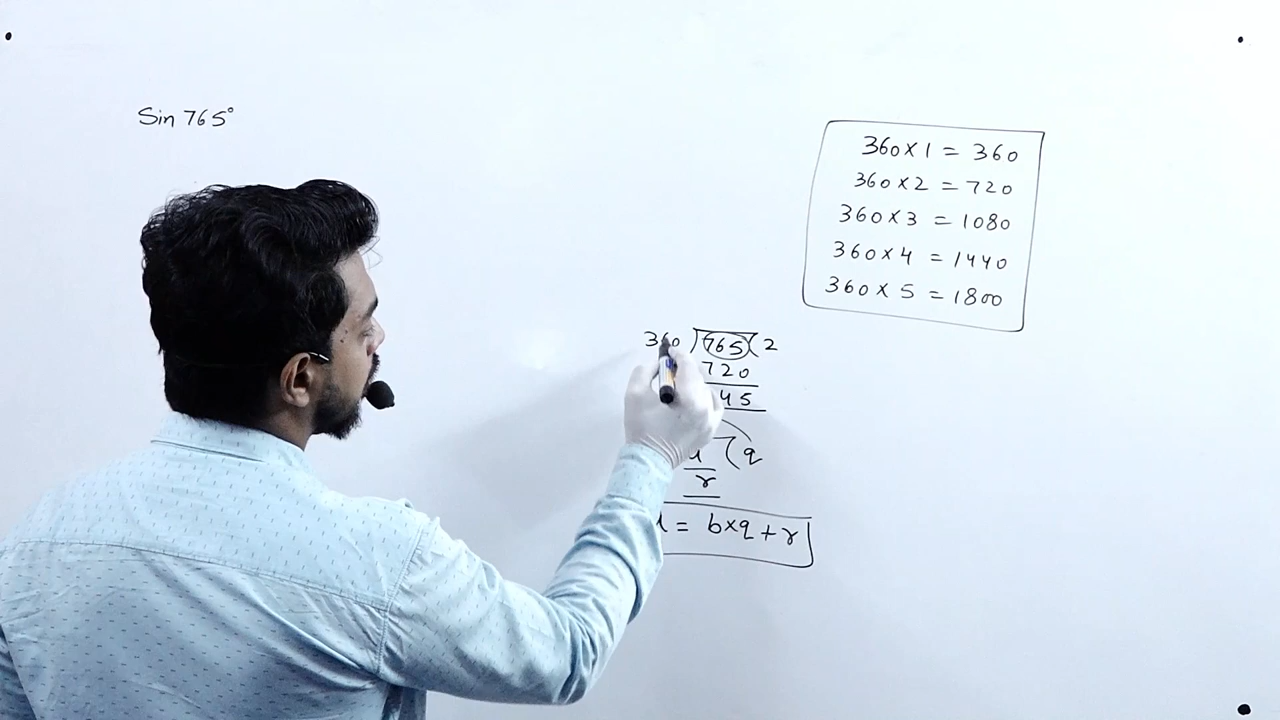 Sin 765°
360 × 1 = 360
360 × 2 = 720
360 × 3 = 1080
360 × 4 = 1440
360 × 5 = 1800
360 ) 765 ( 2
720
45
( q
r
= b×q + r